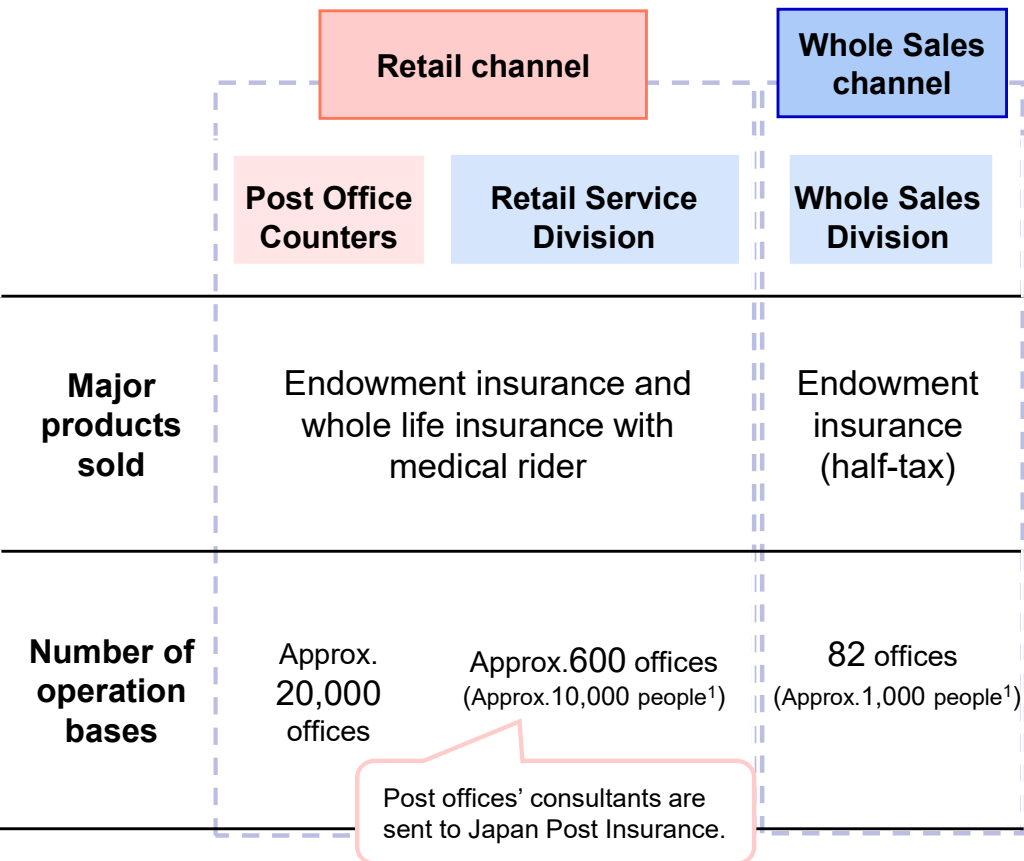 Retail channel
Whole Sales
channel
Post Office
Counters
Retail Service
Division
Whole Sales
Division
Major
products
sold
Endowment insurance and
whole life insurance with
medical rider
Endowment
insurance
(half-tax)
Number of
operation
bases
Approx.
20,000
offices
Approx.600 offices
(Approx.10,000 people¹)
82 offices
(Approx.1,000 people¹)
Post offices’ consultants are
sent to Japan Post Insurance.